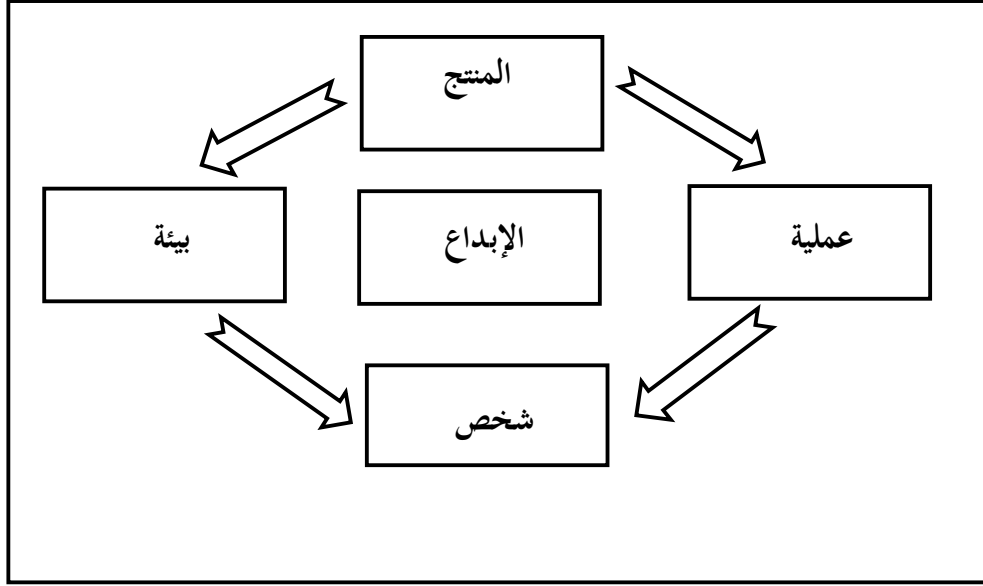 المنتج
عملية
الإبداع
بيئة
شخص